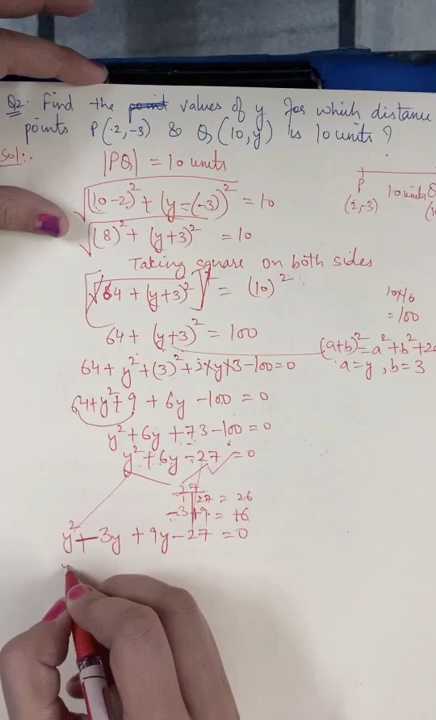 Q2. Find the point values of y for which distance
points P(2,-3) & Q(10,y) is 10 units?
Sol:-
|PQ| = 10 units
√(10-2)² + (y-(-3))² = 10
P 10 units Q
(2,-3)
√(8)² + (y+3)² = 10
Taking square on both sides
[√64 + (y+3)²]² = (10)²
10×10
= 100
64 + (y+3)² = 100
(a+b)² = a² + b² + 2a
a=y, b=3
64 + y² + (3)² + 2×y×3 - 100 = 0
64 + y² + 9 + 6y - 100 = 0
y² + 6y + 73 - 100 = 0
y² + 6y - 27 = 0
27
1 | 27 = 26
-3 + 9 = +6
y² - 3y + 9y - 27 = 0